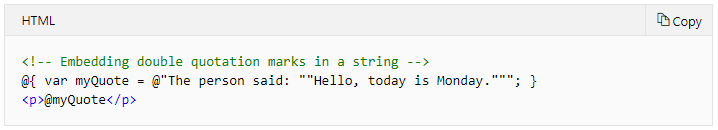 HTML
Copy
<!-- Embedding double quotation marks in a string -->
@{ var myQuote = @"The person said: ""Hello, today is Monday."""; }
<p>@myQuote</p>